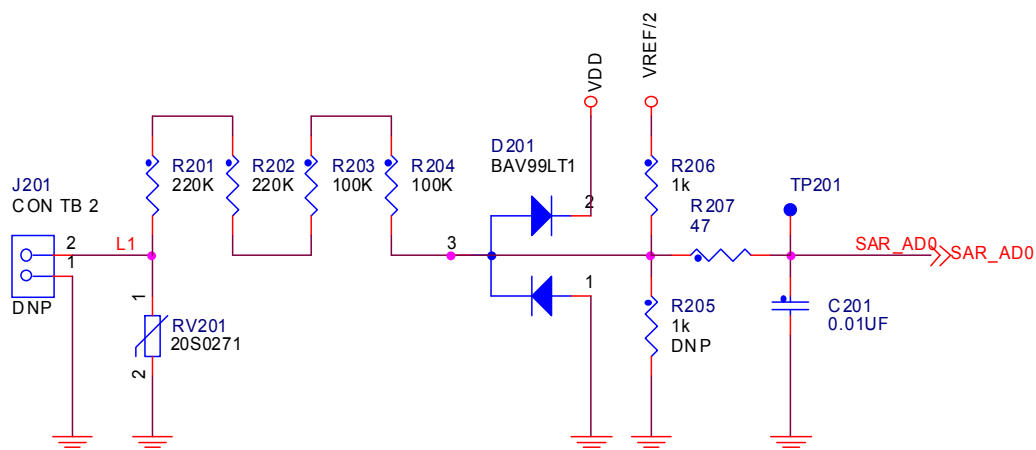 VDD
VREF/2
J201
CON TB 2
2
1
DNP
L1
R201
220K
R202
220K
R203
100K
R204
100K
1
RV201
20S0271
2
3
D201
BAV99LT1
2
1
R206
1k
R207
47
R205
1k
DNP
TP201
SAR_AD0
SAR_AD0
C201
0.01UF